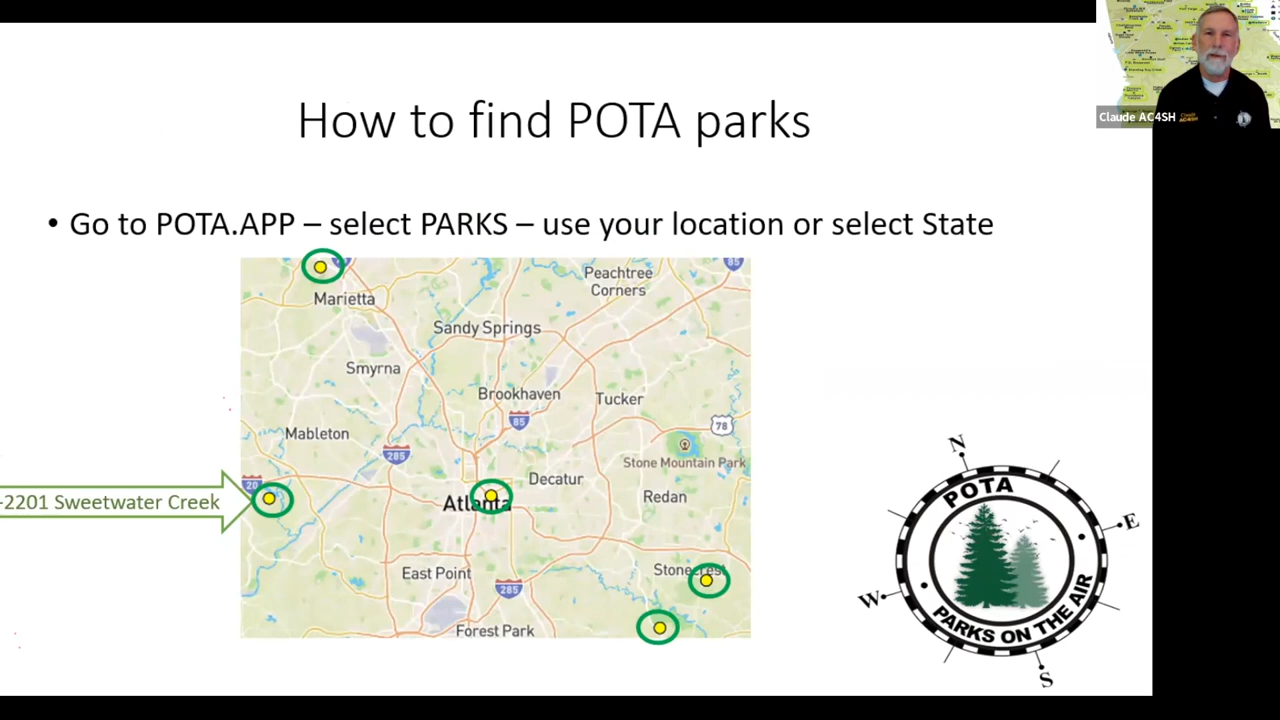 Claude AC4SH
How to find POTA parks
• Go to POTA.APP – select PARKS – use your location or select State
85
Peachtree
Corners
Marietta
Sandy Springs
Smyrna
Brookhaven
Tucker
85
78
Mableton
285
Stone Mountain Park
Decatur
20
-2201 Sweetwater Creek
Atlanta
Redan
Stonecrest
East Point
285
Forest Park
N
POTA
E
W
PARKS ON THE AIR
S